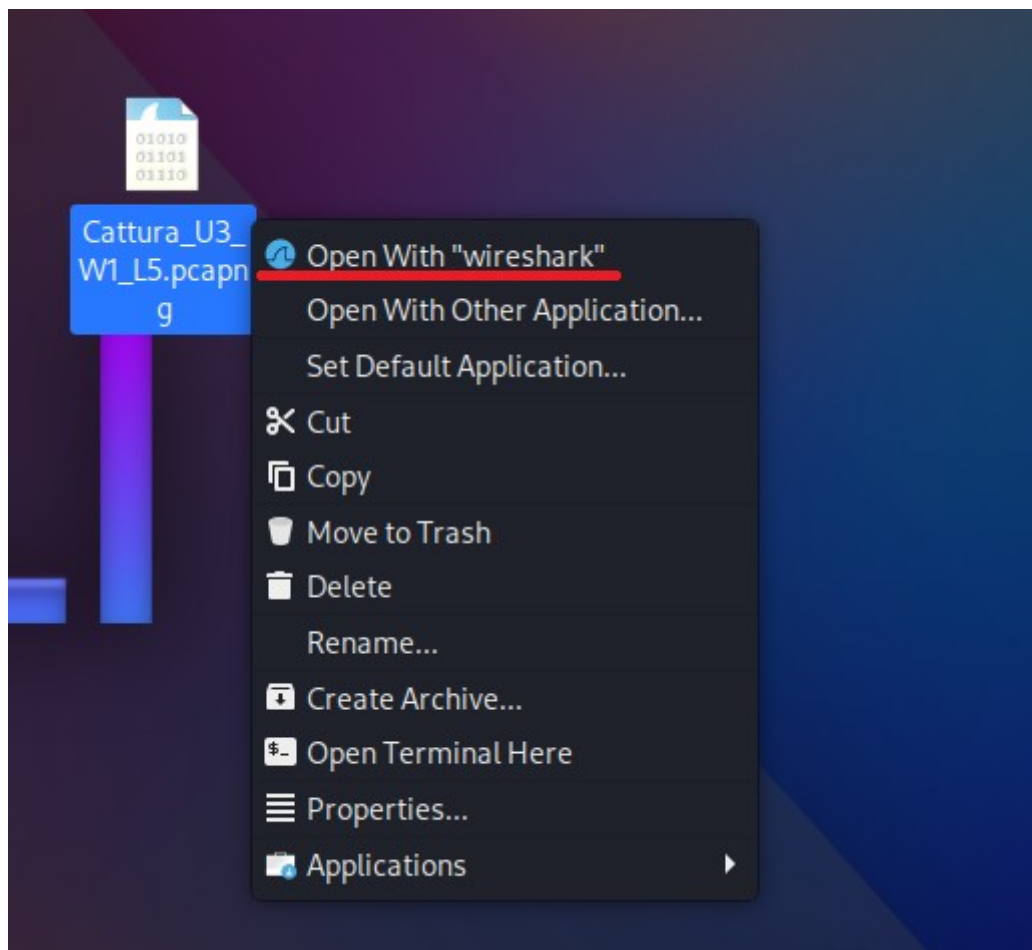 01010
01101
01110
Cattura_U3_
W1_L5.pcapn
g
Open With "wireshark"
Open With Other Application...
Set Default Application...
Cut
Copy
Move to Trash
Delete
Rename...
Create Archive...
$_
Open Terminal Here
Properties...
Applications